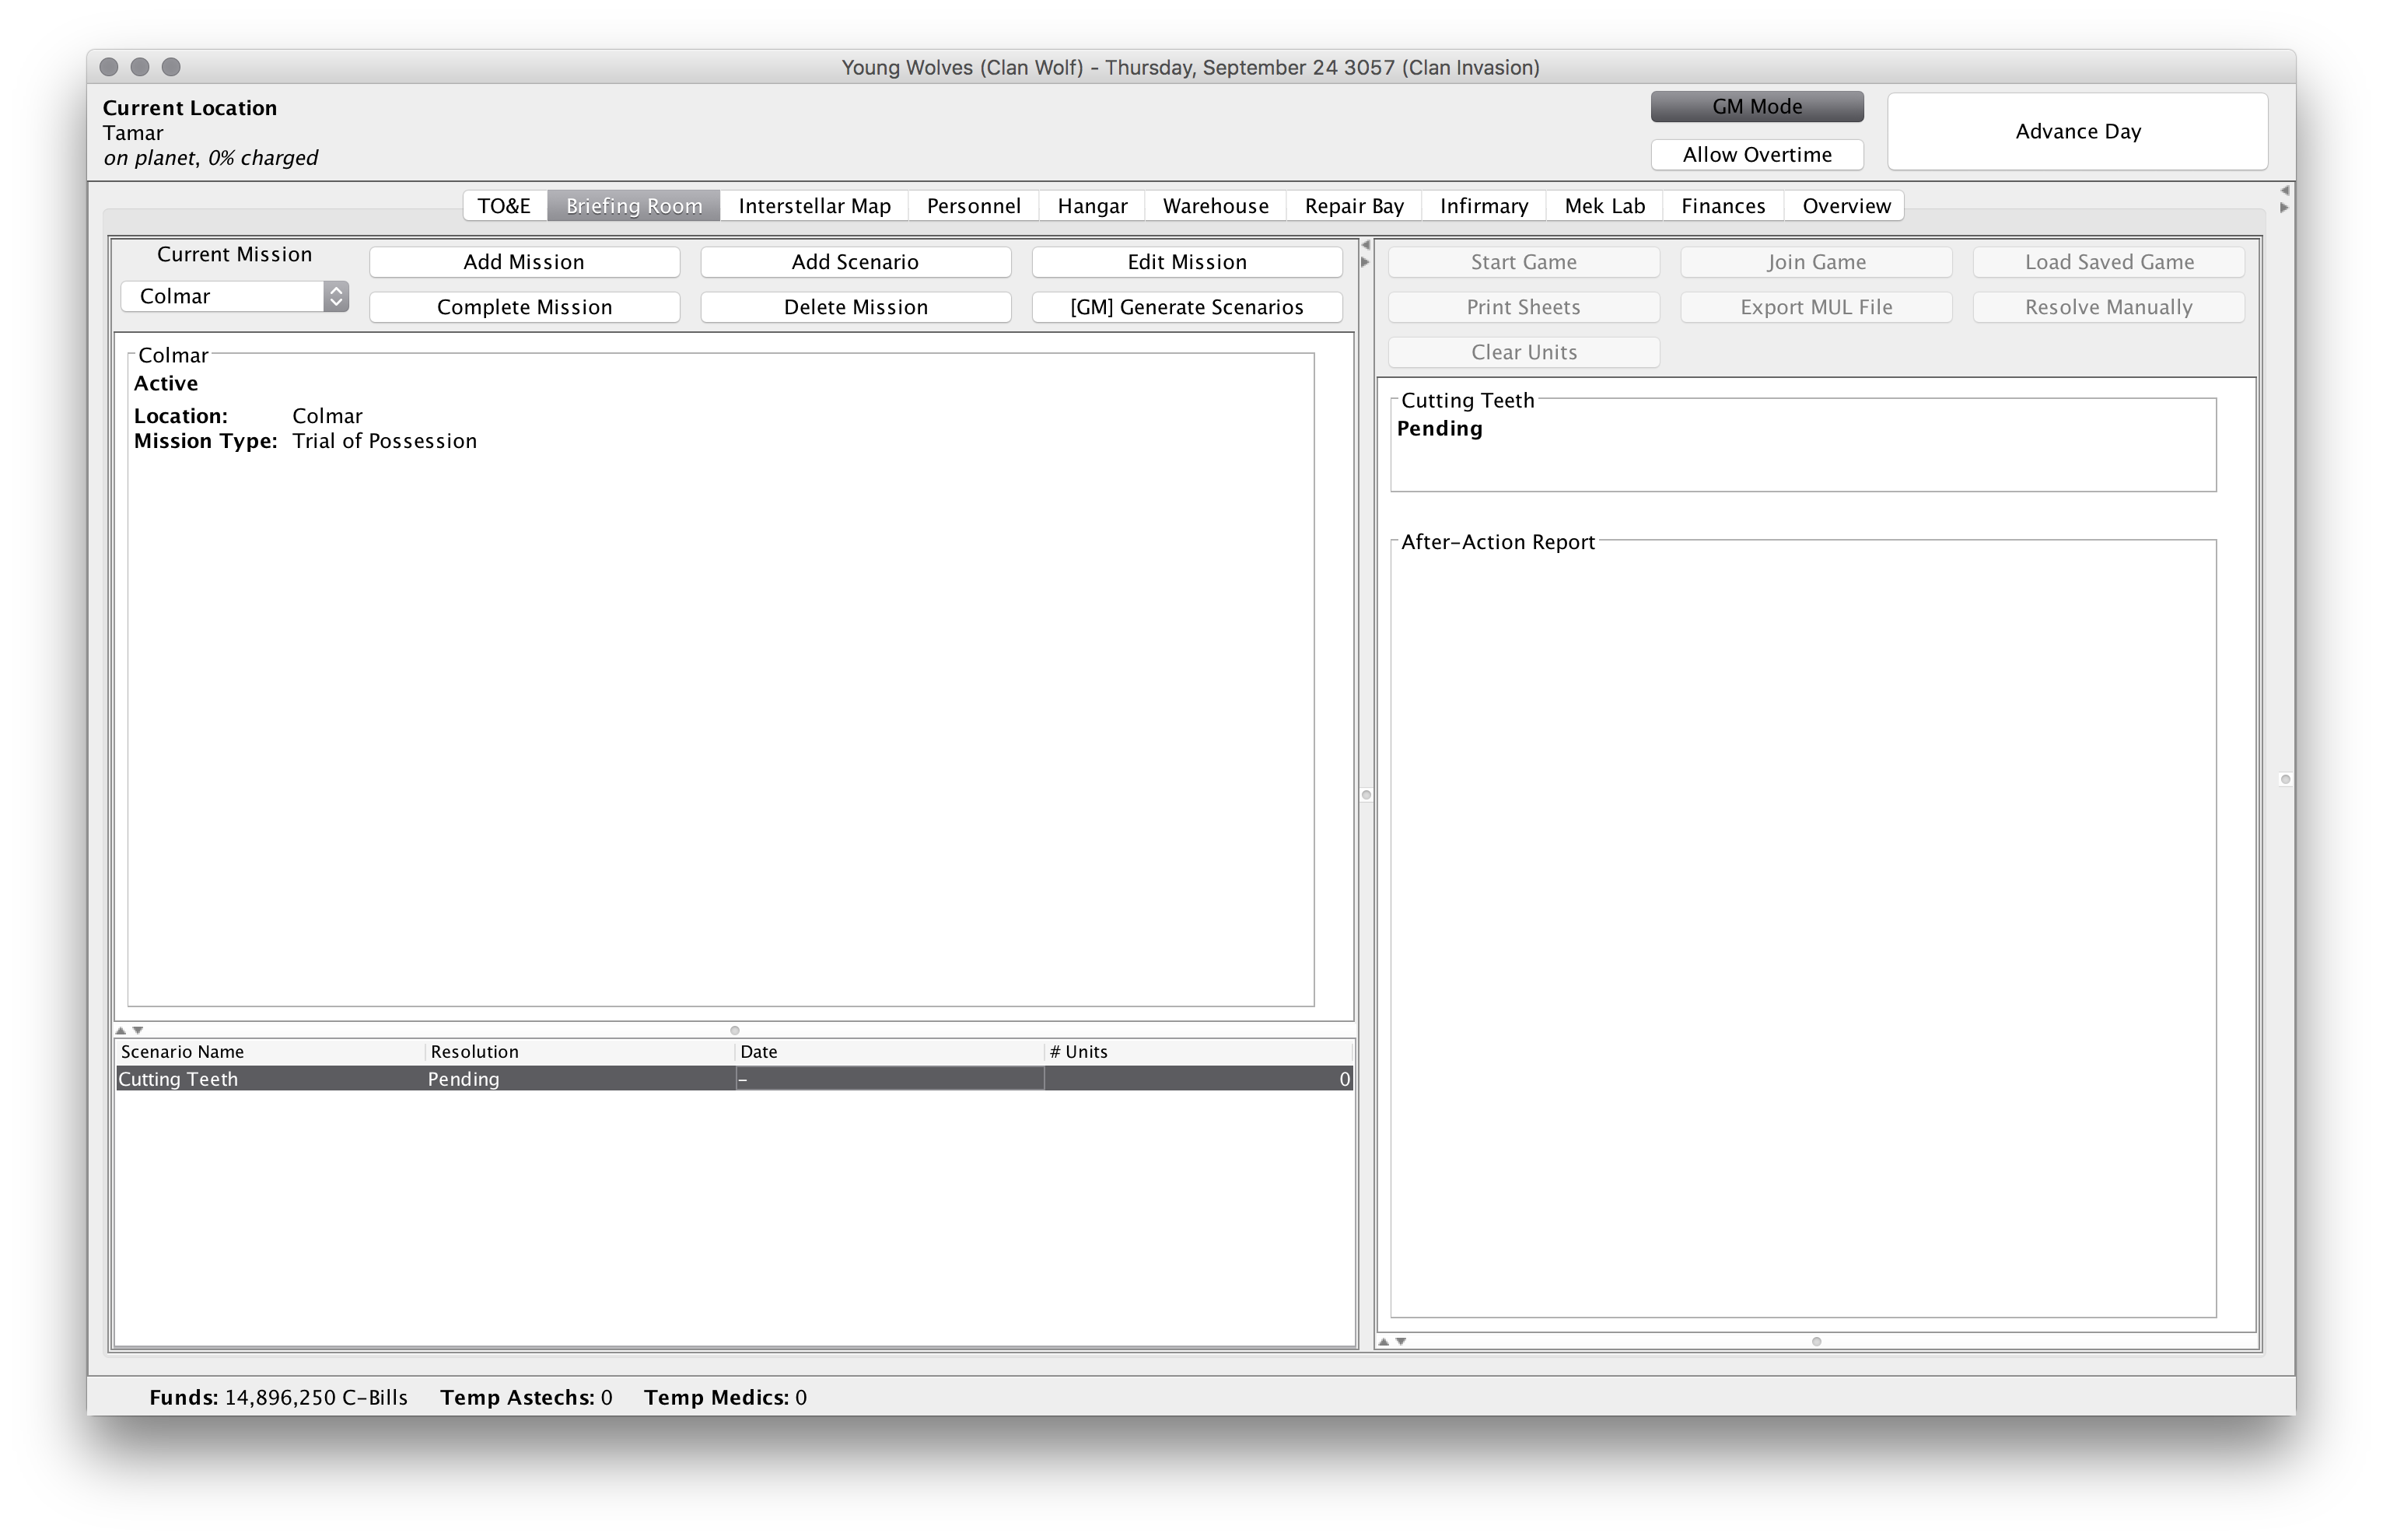 Young Wolves (Clan Wolf) - Thursday, September 24 3057 (Clan Invasion)
Current Location
Tamar
on planet, 0% charged
GM Mode
Allow Overtime
Advance Day
TO&E Briefing Room Interstellar Map Personnel Hangar Warehouse Repair Bay Infirmary Mek Lab Finances Overview
Current Mission
Colmar
Add Mission Add Scenario Edit Mission
Complete Mission Delete Mission [GM] Generate Scenarios
Colmar
Active
Location: Colmar
Mission Type: Trial of Possession
Scenario Name Resolution Date # Units
Cutting Teeth Pending - 0
Start Game Join Game Load Saved Game
Print Sheets Export MUL File Resolve Manually
Clear Units
Cutting Teeth
Pending
After-Action Report
Funds: 14,896,250 C-Bills Temp Astechs: 0 Temp Medics: 0